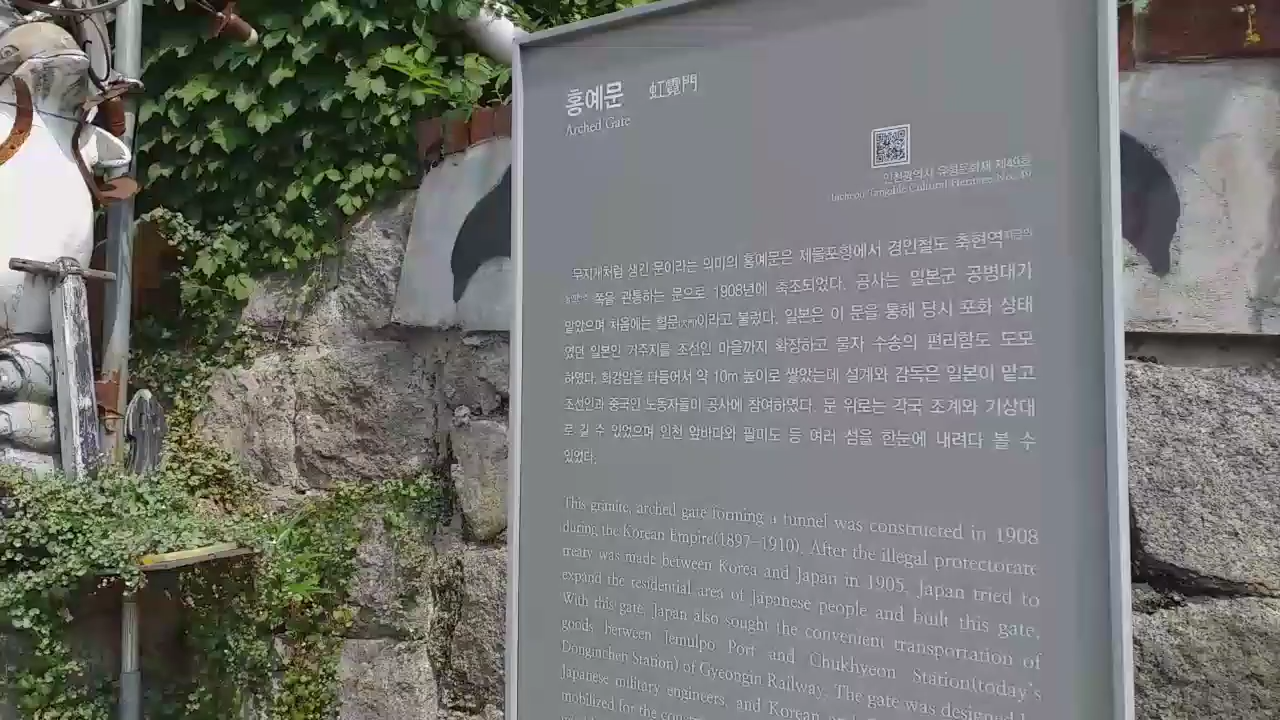 홍예문 虹霓門
Arched Gate
인천광역시 유형문화재 제49호
Incheon Tangible Cultural Heritage No. 49
무지개처럼 생긴 문이라는 의미의 홍예문은 제물포항에서 경인철도 축현역
쪽을 관통하는 문으로 1908년에 축조되었다. 공사는 일본군 공병대가
맡았으며 처음에는 혈문(穴門)이라고 불렸다. 일본은 이 문을 통해 당시 포화 상태
였던 일본인 거주지를 조선인 마을까지 확장하고 물자 수송의 편리함도 도모
하였다. 화강암을 다듬어서 약 10m 높이로 쌓았는데 설계와 감독은 일본이 맡고
조선인과 중국인 노동자들이 공사에 참여하였다. 문 위로는 각국 조계와 기상대
로 길 수 있었으며 인천 앞바다와 팔미도 등 여러 섬을 한눈에 내려다 볼 수
있었다.
This granite, arched gate forming a tunnel was constructed in 1908
during the Korean Empire(1897–1910). After the illegal protectorate
treaty was made between Korea and Japan in 1905, Japan tried to
expand the residential area of Japanese people and built this gate.
With this gate, Japan also sought the convenient transportation of
goods between Jemulpo Port and Chukhyeon Station(today's
Dongincheon Station) of Gyeongin Railway. The gate was designed
Japanese military engineers, and Korean and
mobilized for the